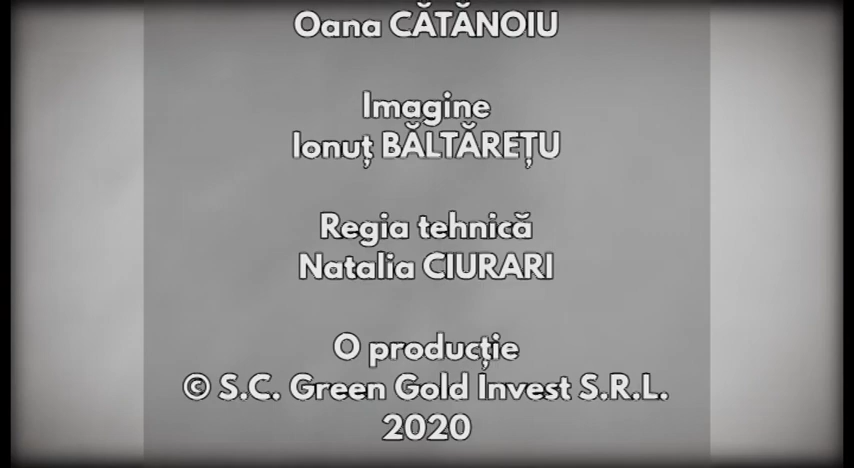 Oana CĂTĂNOIU
Imagine
Ionuț BĂLTĂREȚU
Regia tehnică
Natalia CIURARI
O producție
© S.C. Green Gold Invest S.R.L.
2020